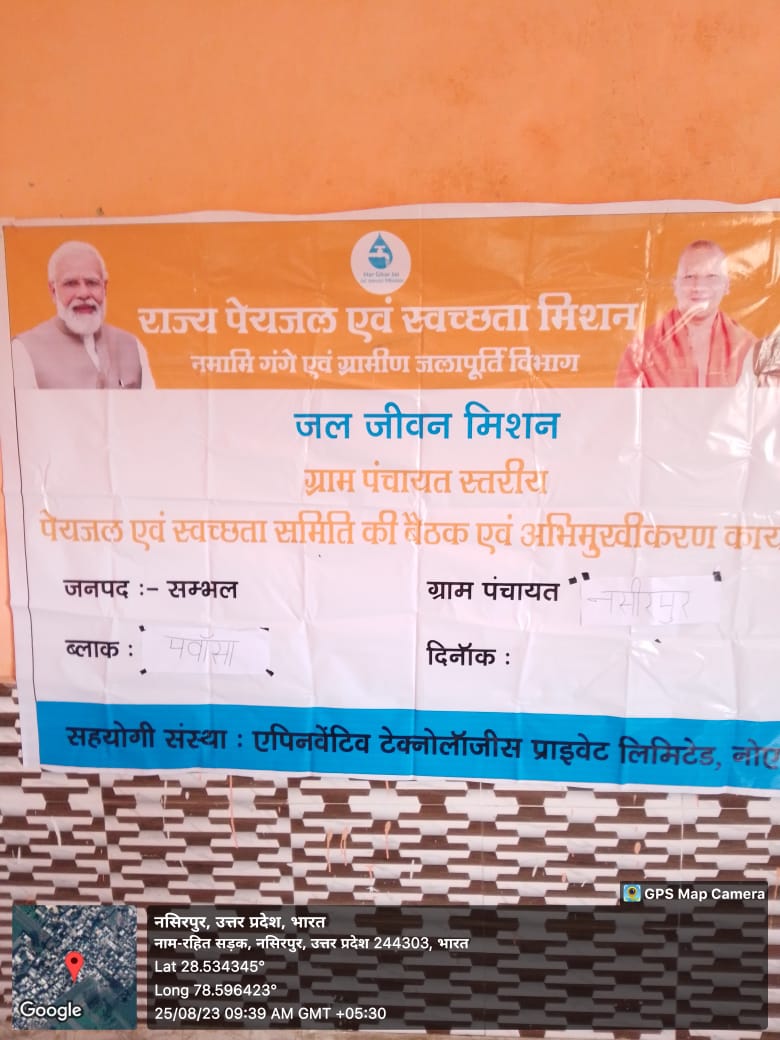 Har Ghar Jal
Jal Jeevan Mission
राज्य पेयजल एवं स्वच्छता मिशन
नमामि गंगे एवं ग्रामीण जलापूर्ति विभाग
जल जीवन मिशन
ग्राम पंचायत स्तरीय
पेयजल एवं स्वच्छता समिति की बैठक एवं अभिमुखीकरण कार्य
जनपद :- सम्भल
ग्राम पंचायत नसीरपुर
ब्लाक : पवाँसा
दिनॉक :
सहयोगी संस्था : एपिनवेंटिव टेक्नोलॉजीस प्राइवेट लिमिटेड, नोए
GPS Map Camera
नसिरपुर, उत्तर प्रदेश, भारत
नाम-रहित सड़क, नसिरपुर, उत्तर प्रदेश 244303, भारत
Lat 28.534345°
Long 78.596423°
25/08/23 09:39 AM GMT +05:30
Google